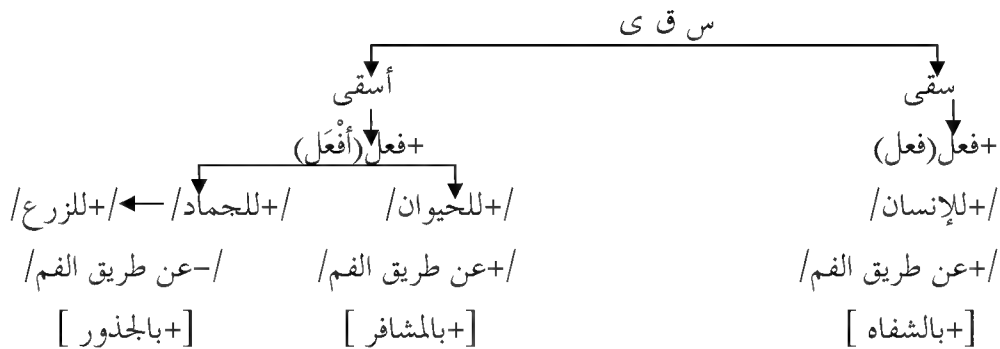 س ق ى
سقى أسقى
+فعل(فعل) +فعل(أفْعَل)
/+للإنسان/ /+للحيوان/ /+للجماد/ /+للزرع/
/+عن طريق الفم/ /+عن طريق الفم/ /-عن طريق الفم/
[+بالشفاه ] [+بالمشافر ] [+بالجذور ]